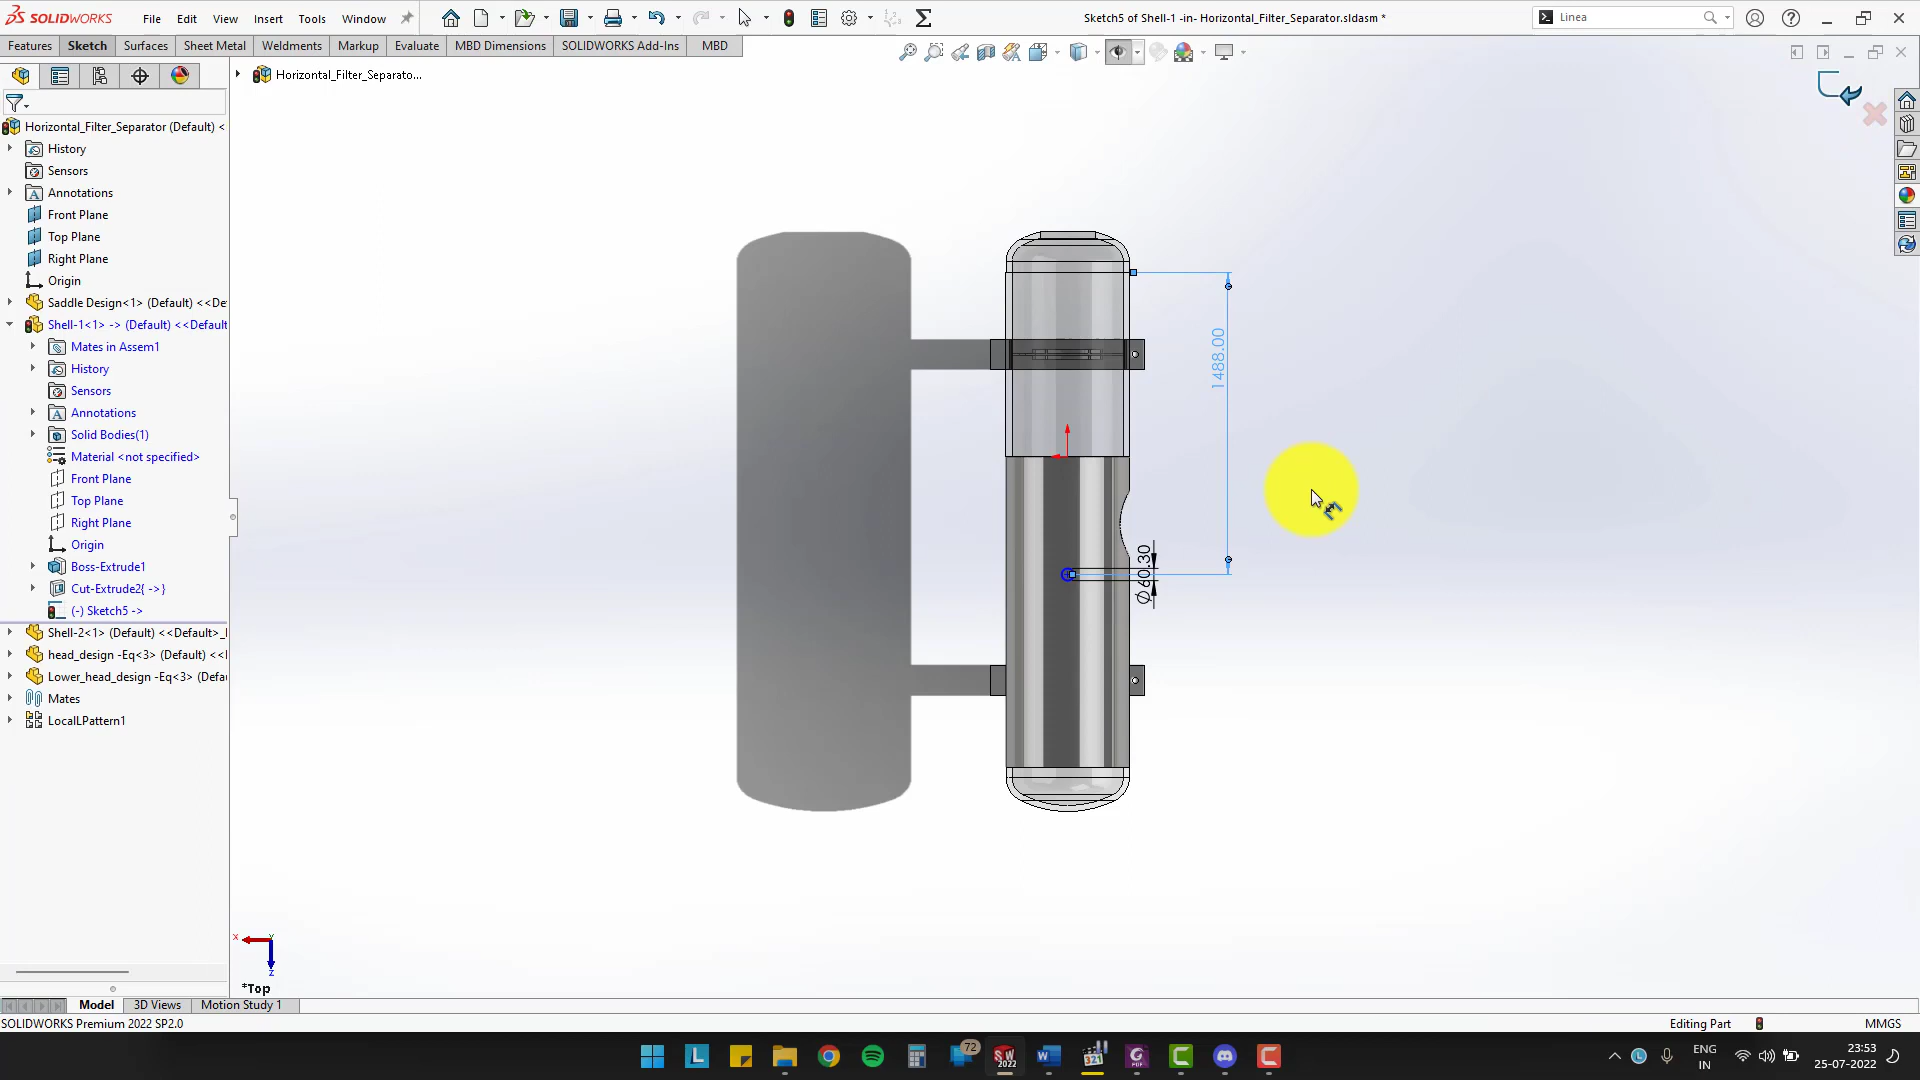 SOLIDWORKS File Edit View Insert Tools Window Sketch5 of Shell-1 -in- Horizontal_Filter_Separator.sldasm * Linea
Features Sketch Surfaces Sheet Metal Weldments Markup Evaluate MBD Dimensions SOLIDWORKS Add-Ins MBD
Horizontal_Filter_Separato...
Horizontal_Filter_Separator (Default) <
History
Sensors
Annotations
Front Plane
Top Plane
Right Plane
Origin
Saddle Design<1> (Default) <<De
Shell-1<1> -> (Default) <<Default
Mates in Assem1
History
Sensors
Annotations
Solid Bodies(1)
Material <not specified>
Front Plane
Top Plane
Right Plane
Origin
Boss-Extrude1
Cut-Extrude2{ ->}
(-) Sketch5 ->
Shell-2<1> (Default) <<Default>_
head_design -Eq<3> (Default) <<
Lower_head_design -Eq<3> (Defa
Mates
LocalLPattern1
1488.00
Ø60.30
X
Y
Z
*Top
Model 3D Views Motion Study 1
SOLIDWORKS Premium 2022 SP2.0 Editing Part MMGS
L
72
SW
2022
321
PDF
ENG
IN
23:53
25-07-2022